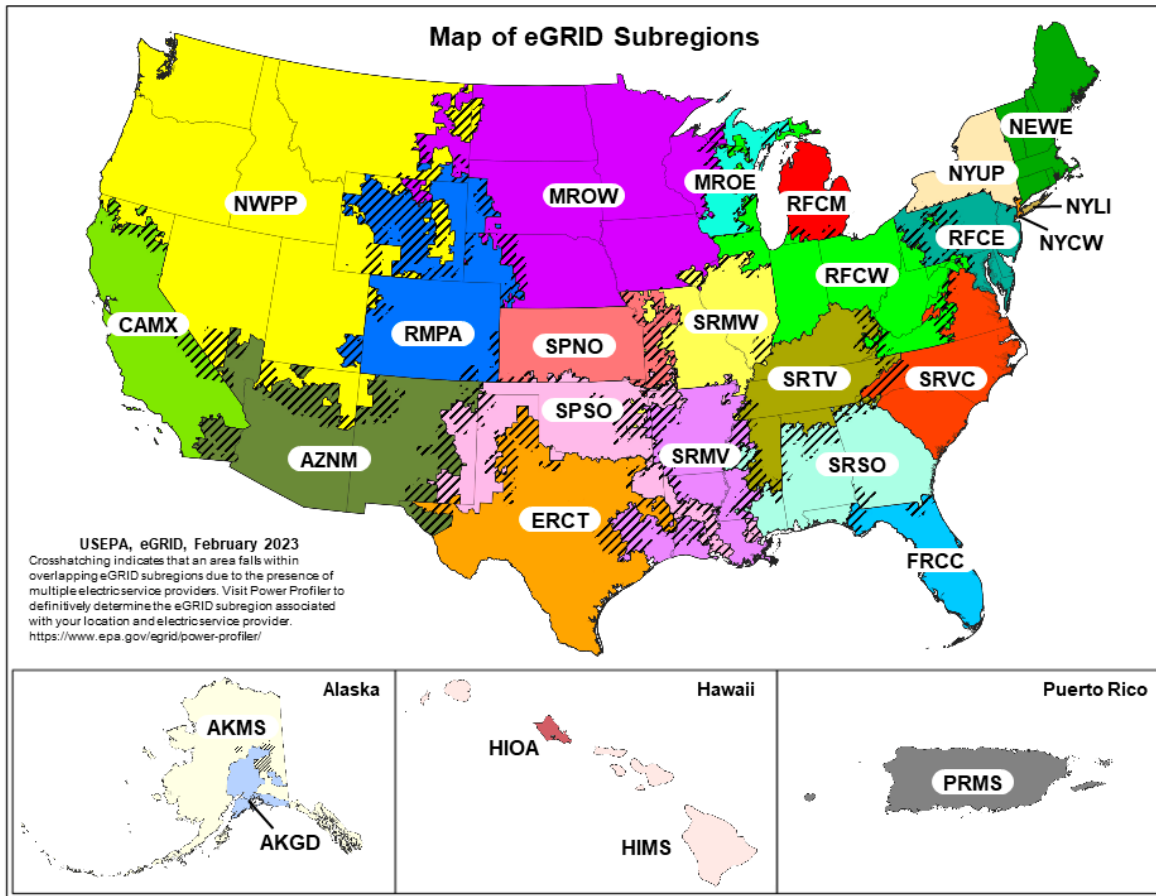 Map of eGRID Subregions
NEWE
NYUP
MROE
RFCM
NWPP
MROW
NYLI
RFCE
NYCW
RFCW
CAMX
RMPA
SRMW
SPNO
SRTV
SRVC
SPSO
AZNM
SRMV
SRSO
ERCT
FRCC
USEPA, eGRID, February 2023
Crosshatching indicates that an area falls within
overlapping eGRID subregions due to the presence of
multiple electric service providers. Visit Power Profiler to
definitively determine the eGRID subregion associated
with your location and electric service provider.
https://www.epa.gov/egrid/power-profiler/
Alaska
AKMS
AKGD
Hawaii
HIOA
HIMS
Puerto Rico
PRMS